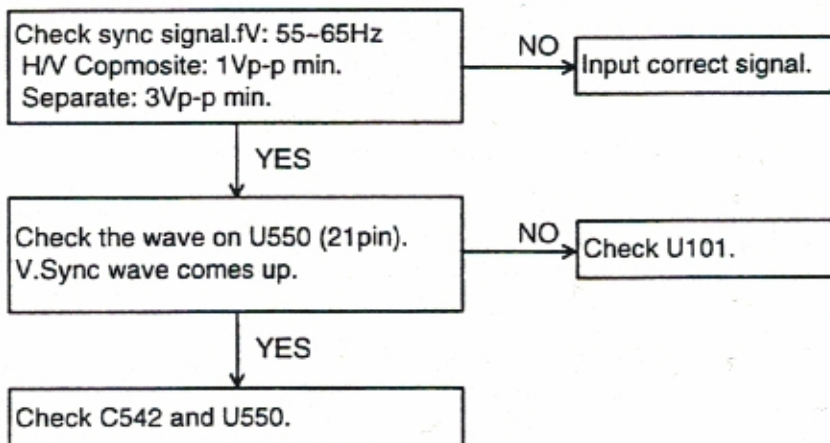 Check sync signal.fV: 55~65Hz
H/V Copmosite: 1Vp-p min.
Separate: 3Vp-p min.
NO
Input correct signal.
YES
Check the wave on U550 (21pin).
V.Sync wave comes up.
NO
Check U101.
YES
Check C542 and U550.